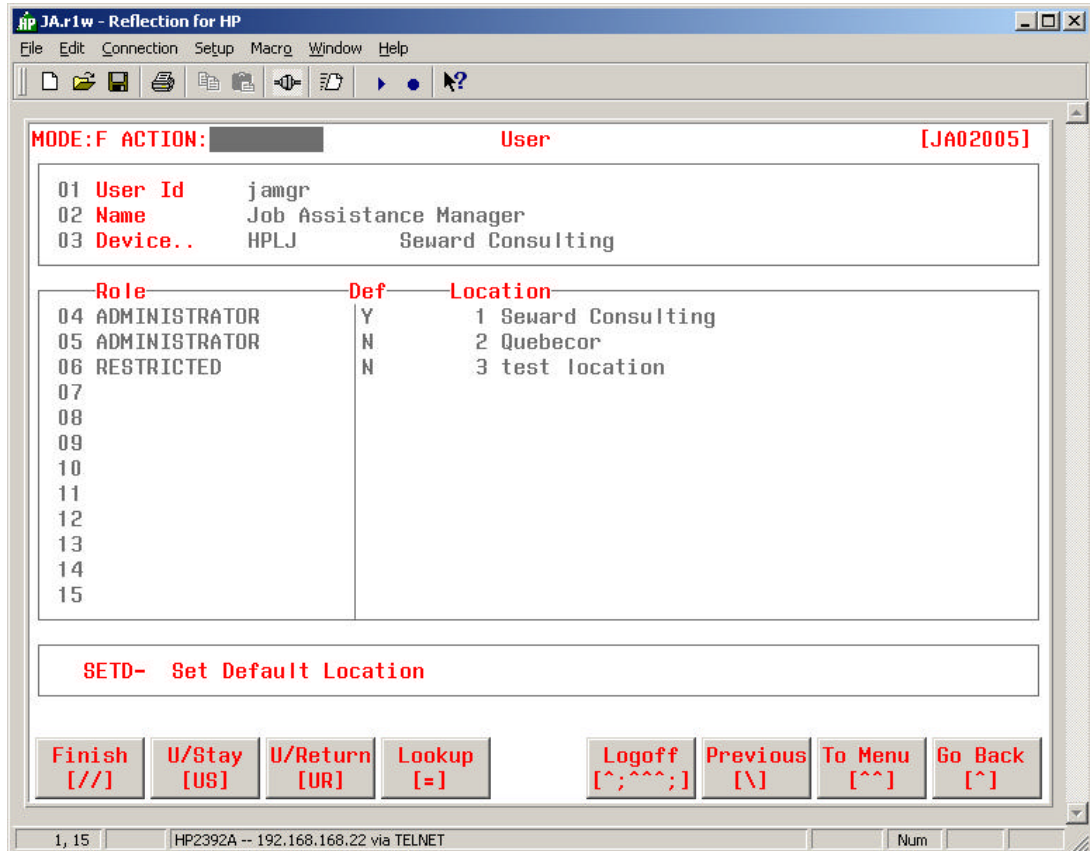 JA.r1w - Reflection for HP
File Edit Connection Setup Macro Window Help
MODE:F ACTION: User [JA02005]
01 User Id jamgr
02 Name Job Assistance Manager
03 Device.. HPLJ Seward Consulting
Role Def Location
04 ADMINISTRATOR Y 1 Seward Consulting
05 ADMINISTRATOR N 2 Quebecor
06 RESTRICTED N 3 test location
07
08
09
10
11
12
13
14
15
SETD- Set Default Location
Finish U/Stay U/Return Lookup Logoff Previous To Menu Go Back
[//] [US] [UR] [=] [^;^^^;] [\] [^^] [^]
1, 15 HP2392A -- 192.168.168.22 via TELNET Num